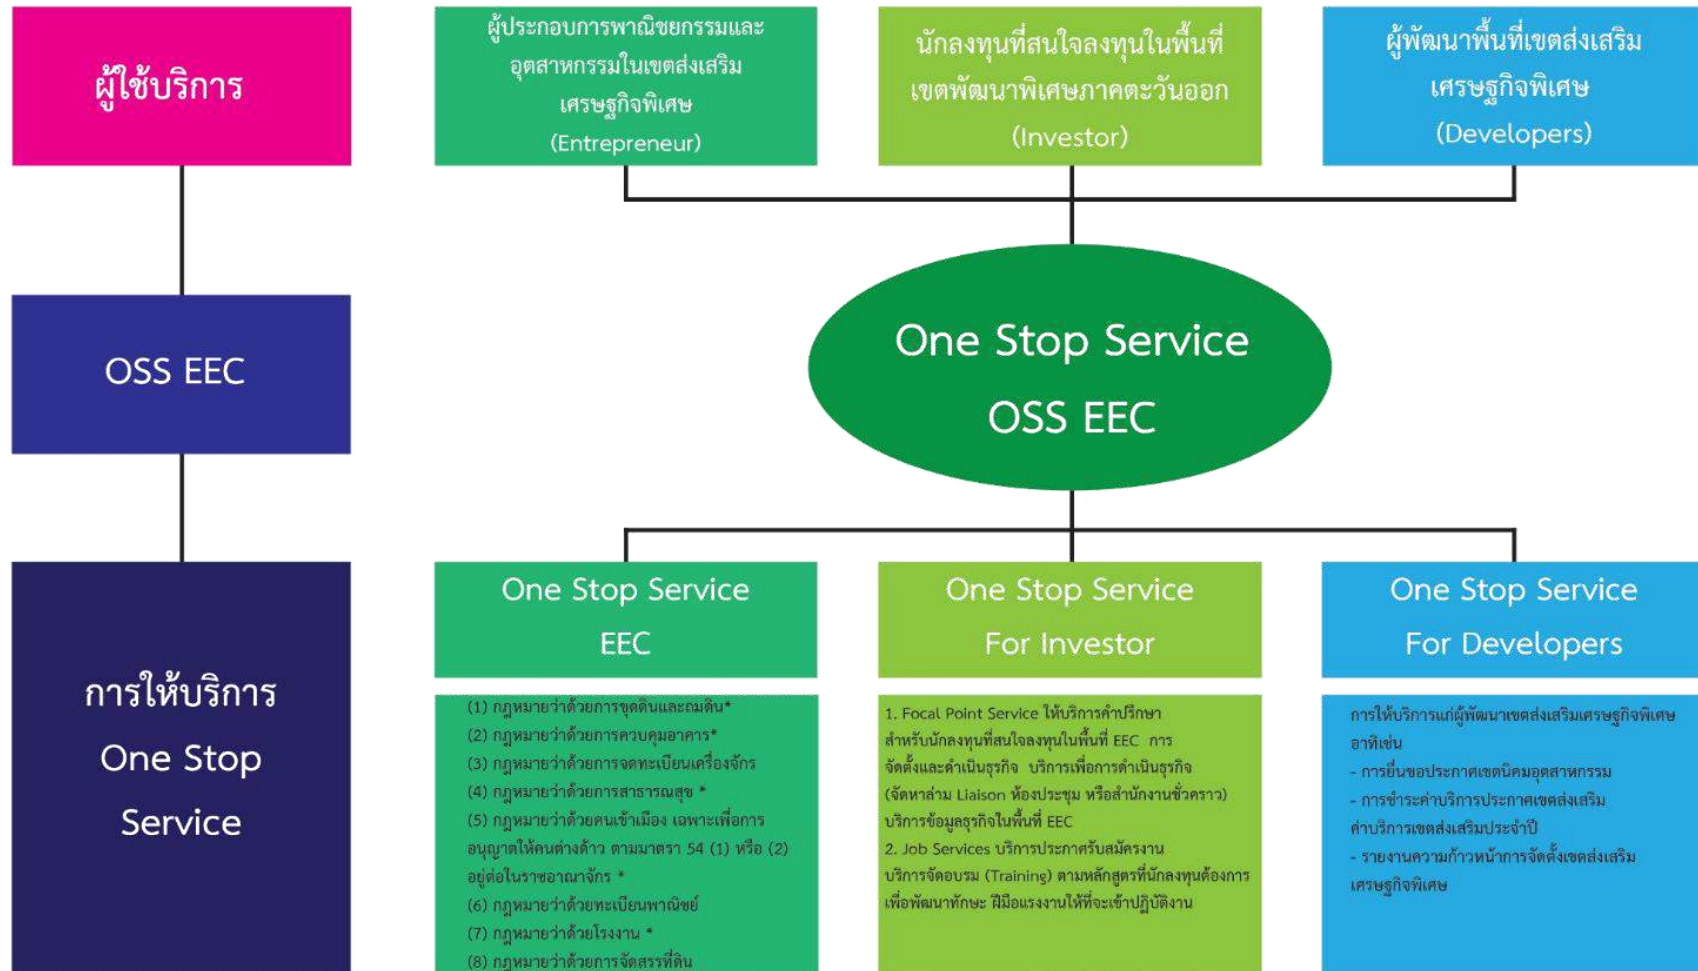 ผู้ใช้บริการ
ผู้ประกอบการพาณิชยกรรมและ
อุตสาหกรรมในเขตส่งเสริม
เศรษฐกิจพิเศษ
(Entrepreneur)
นักลงทุนที่สนใจลงทุนในพื้นที่
เขตพัฒนาพิเศษภาคตะวันออก
(Investor)
ผู้พัฒนาพื้นที่เขตส่งเสริม
เศรษฐกิจพิเศษ
(Developers)
OSS EEC
One Stop Service
OSS EEC
การให้บริการ
One Stop
Service
One Stop Service
EEC
(1) กฎหมายว่าด้วยการขุดดินและถมดิน*
(2) กฎหมายว่าด้วยการควบคุมอาคาร*
(3) กฎหมายว่าด้วยการจดทะเบียนเครื่องจักร
(4) กฎหมายว่าด้วยการสาธารณสุข *
(5) กฎหมายว่าด้วยคนเข้าเมือง เฉพาะเพื่อการ
อนุญาตให้คนต่างด้าว ตามมาตรา 54 (1) หรือ (2)
อยู่ต่อในราชอาณาจักร *
(6) กฎหมายว่าด้วยทะเบียนพาณิชย์
(7) กฎหมายว่าด้วยโรงงาน *
(8) กฎหมายว่าด้วยการจัดสรรที่ดิน
One Stop Service
For Investor
1. Focal Point Service ให้บริการคำปรึกษา
สำหรับนักลงทุนที่สนใจลงทุนในพื้นที่ EEC การ
จัดตั้งและดำเนินธุรกิจ บริการเพื่อการดำเนินธุรกิจ
(จัดหาล่าม Liaison ห้องประชุม หรือสำนักงานชั่วคราว)
บริการข้อมูลธุรกิจในพื้นที่ EEC
2. Job Services บริการประกาศรับสมัครงาน
บริการจัดอบรม (Training) ตามหลักสูตรที่นักลงทุนต้องการ
เพื่อพัฒนาทักษะ ฝีมือแรงงานให้ที่จะเข้าปฏิบัติงาน
One Stop Service
For Developers
การให้บริการแก่ผู้พัฒนาเขตส่งเสริมเศรษฐกิจพิเศษ
อาทิเช่น
- การยื่นขอประกาศเขตนิคมอุตสาหกรรม
- การชำระค่าบริการประกาศเขตส่งเสริม
ค่าบริการเขตส่งเสริมประจำปี
- รายงานความก้าวหน้าการจัดตั้งเขตส่งเสริม
เศรษฐกิจพิเศษ